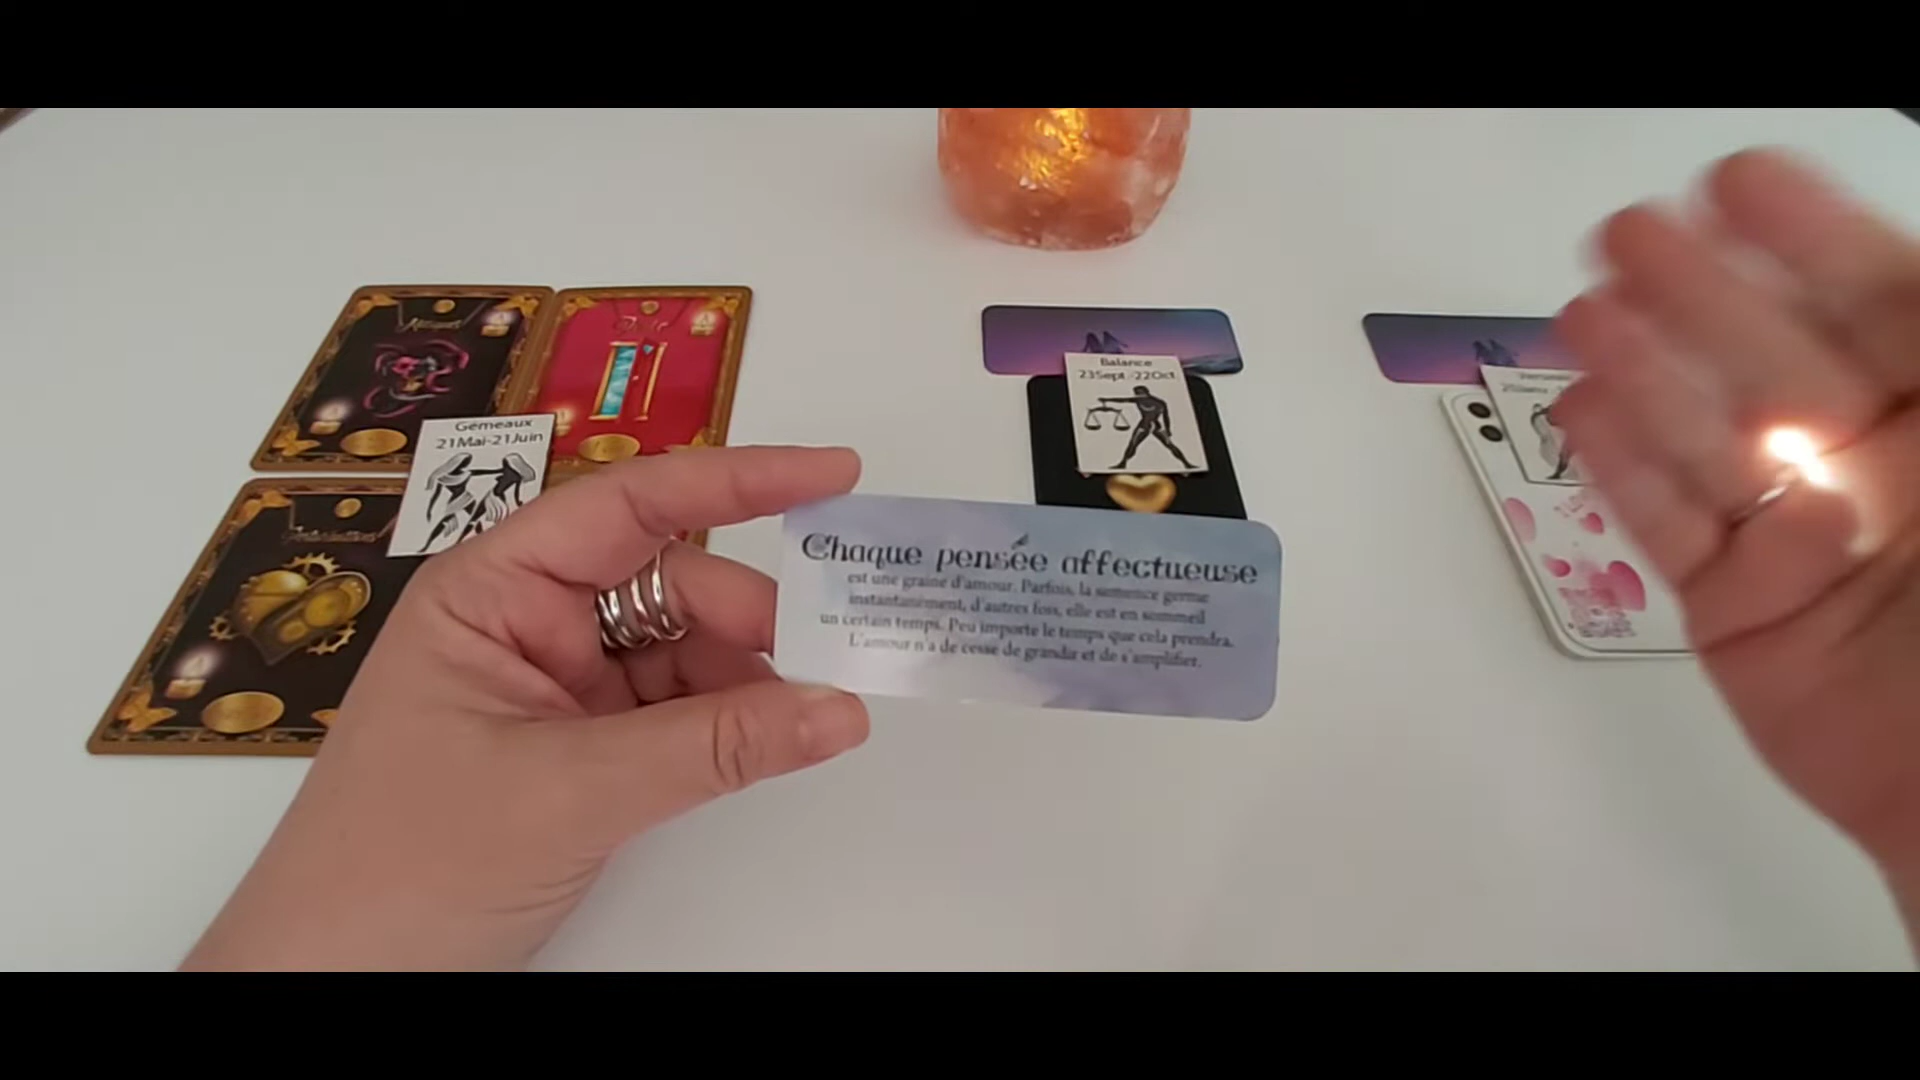 Balance
23Sept.-22Oct
Gémeaux
21Mai-21Juin
Chaque pensée affectueuse
est une graine d'amour. Parfois, la semence germe
instantanément, d'autres fois, elle est en sommeil
un certain temps. Peu importe le temps que cela prendra.
L'amour n'a de cesse de grandir et de s'amplifier.